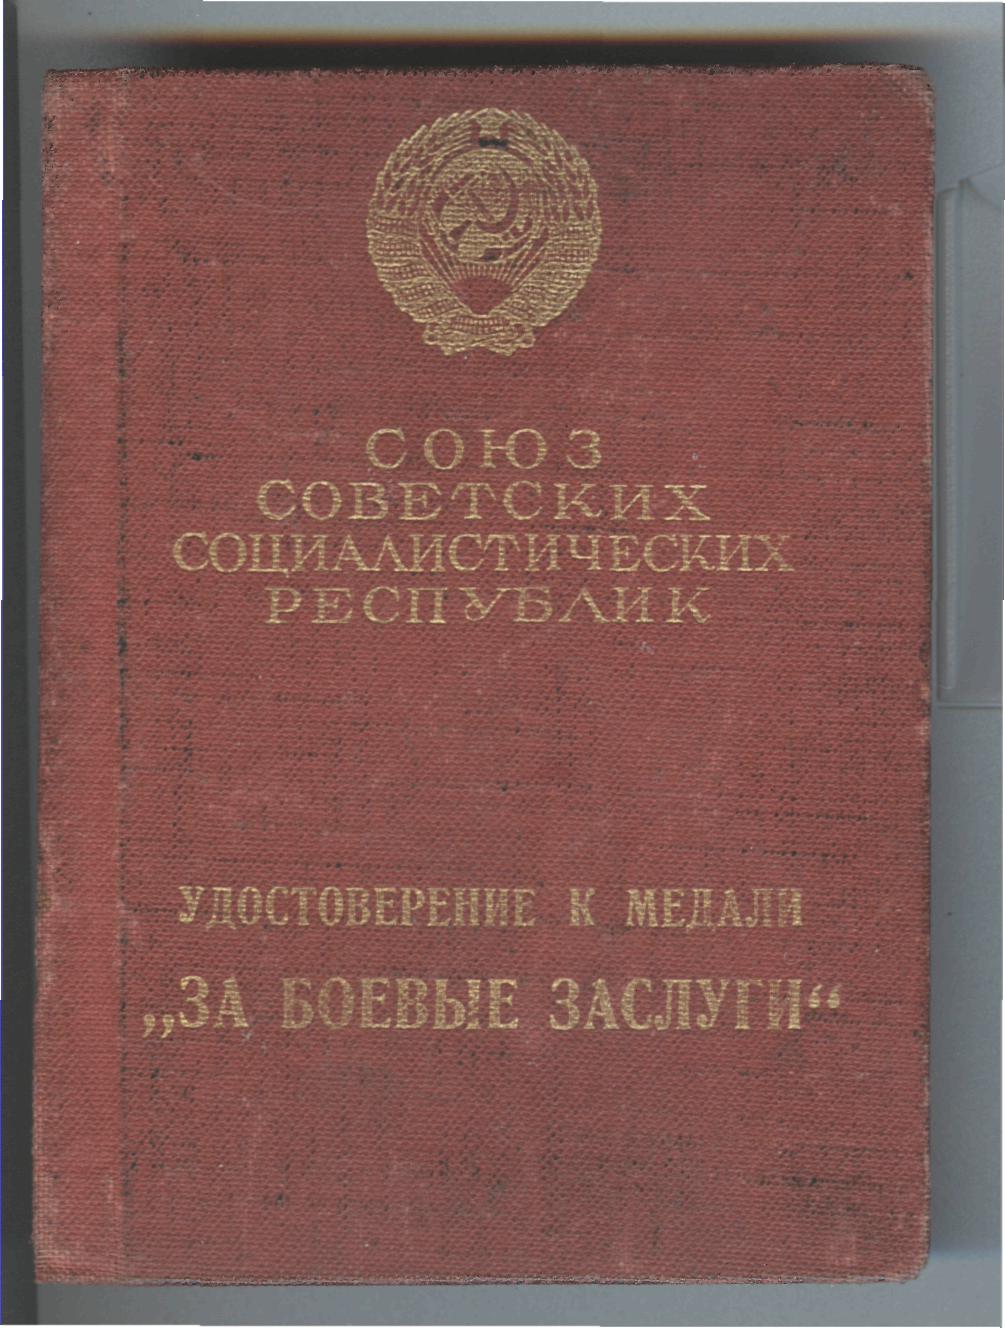 СОЮЗ
СОВЕТСКИХ
СОЦИАЛИСТИЧЕСКИХ
РЕСПУБЛИК
УДОСТОВЕРЕНИЕ К МЕДАЛИ
„ЗА БОЕВЫЕ ЗАСЛУГИ“